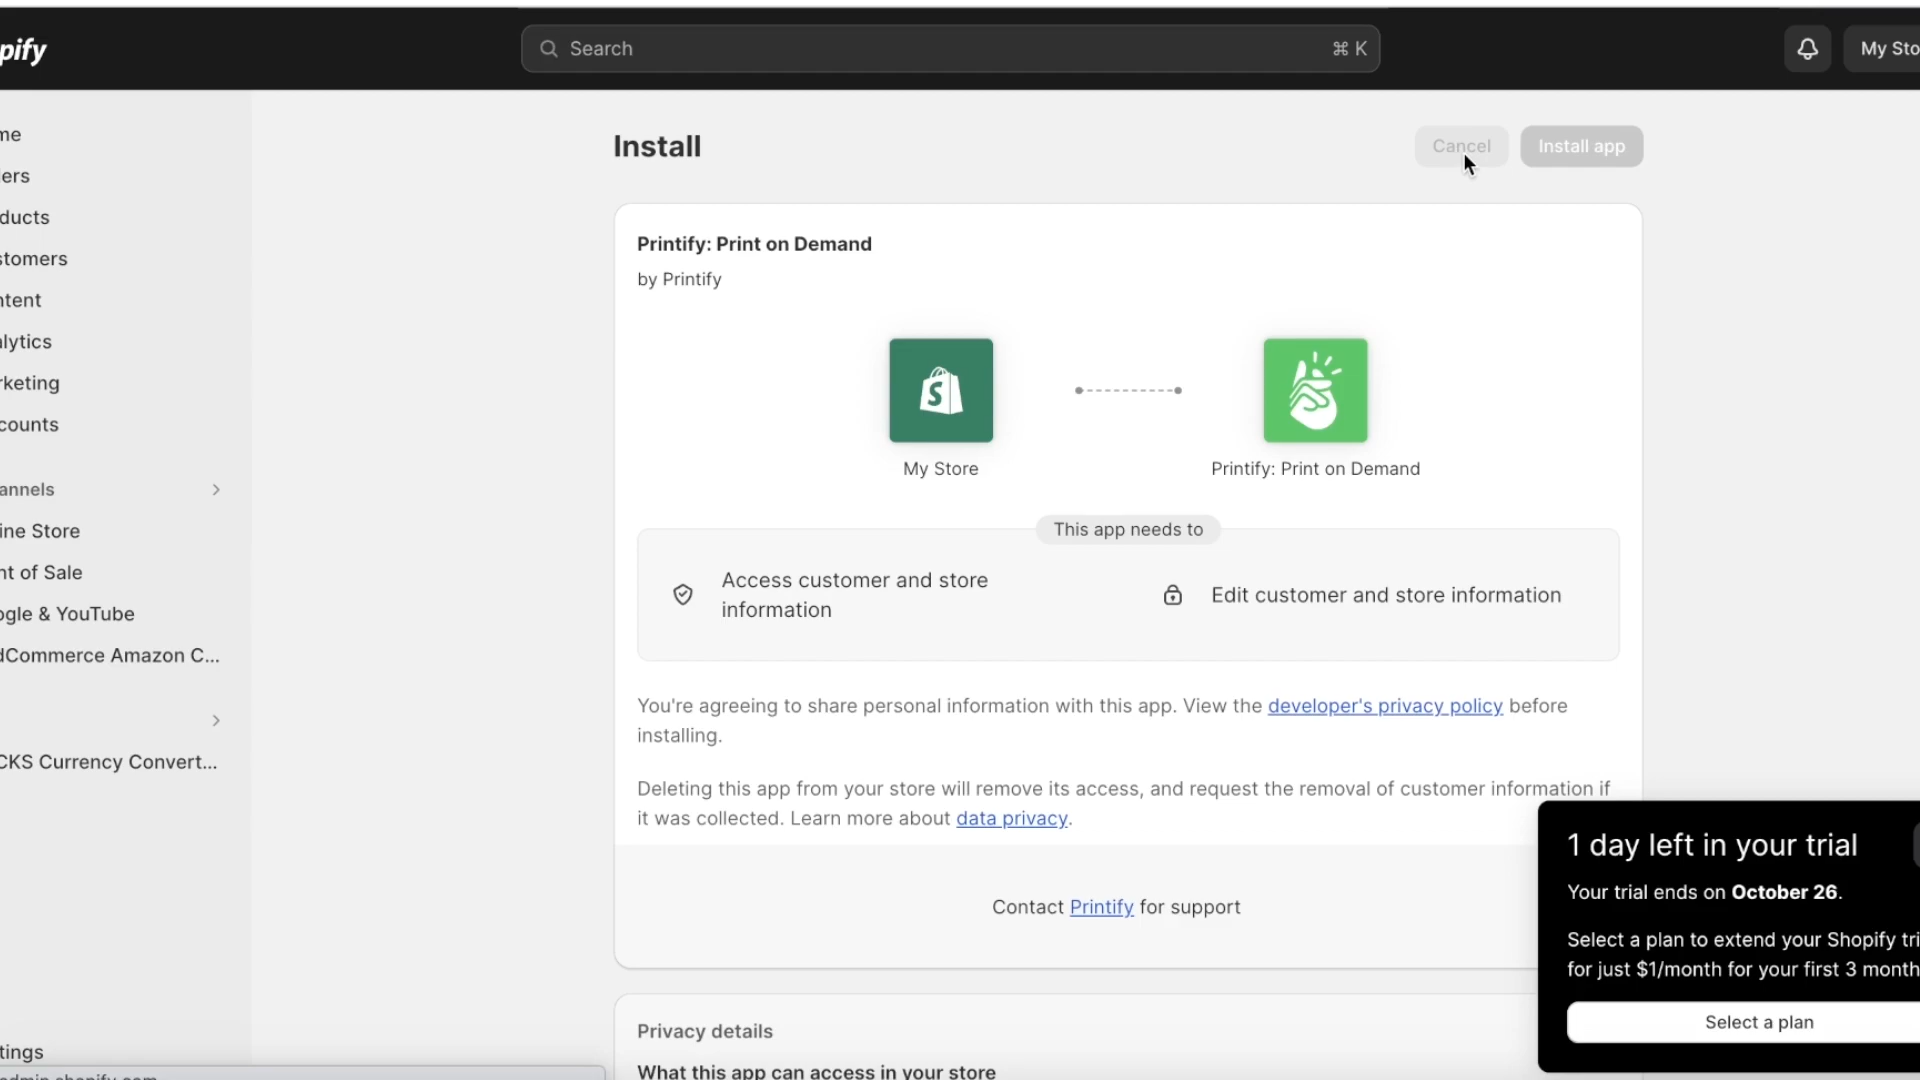 pify
Search
⌘ K
My Sto
me
ers
ducts
stomers
ntent
alytics
rketing
counts
annels
ine Store
nt of Sale
ogle & YouTube
dCommerce Amazon C...
CKS Currency Convert...
tings
admin.shopify.com
Install
Cancel
Install app
Printify: Print on Demand
by Printify
My Store
Printify: Print on Demand
This app needs to
Access customer and store
information
Edit customer and store information
You're agreeing to share personal information with this app. View the developer's privacy policy before
installing.
Deleting this app from your store will remove its access, and request the removal of customer information if
it was collected. Learn more about data privacy.
Contact Printify for support
Privacy details
What this app can access in your store
1 day left in your trial
Your trial ends on October 26.
Select a plan to extend your Shopify tri
for just $1/month for your first 3 month
Select a plan